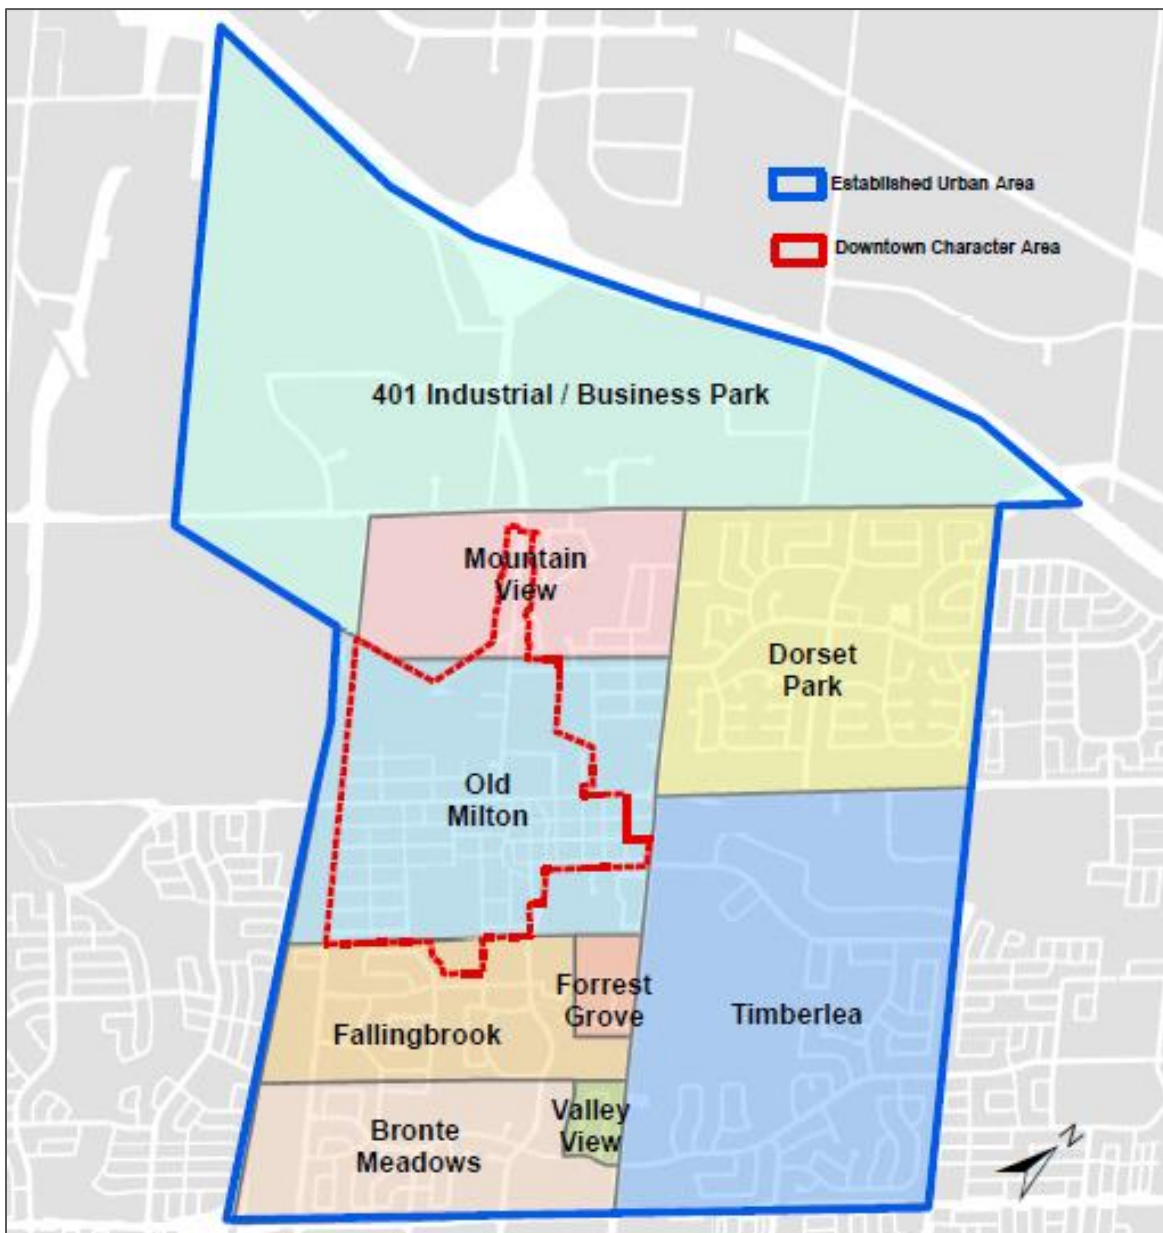 Established Urban Area
Downtown Character Area
401 Industrial / Business Park
Mountain
View
Dorset
Park
Old
Milton
Forrest
Grove
Timberlea
Fallingbrook
Valley
View
Bronte
Meadows
N